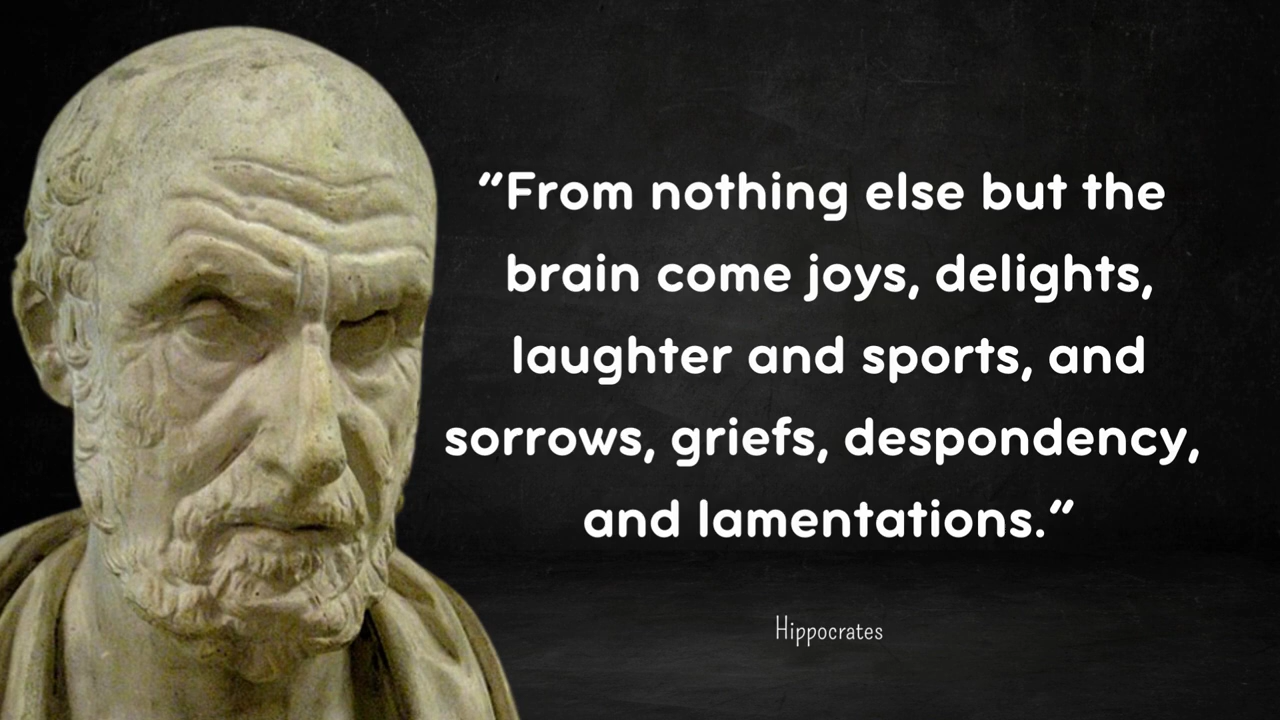 “From nothing else but the
brain come joys, delights,
laughter and sports, and
sorrows, griefs, despondency,
and lamentations.”
Hippocrates